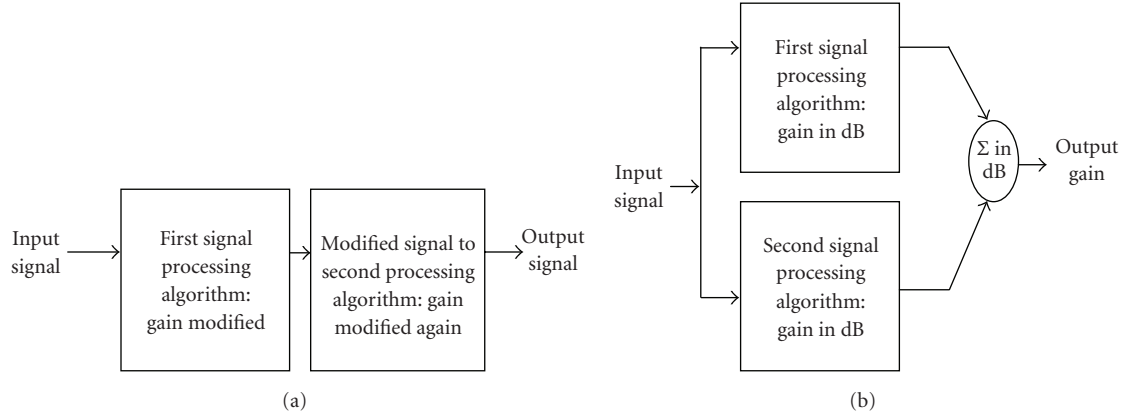 Input
signal
First signal
processing
algorithm:
gain modified
Modified signal to
second processing
algorithm: gain
modified again
Output
signal
(a)
Input
signal
First signal
processing
algorithm:
gain in dB
Second signal
processing
algorithm:
gain in dB
Σ in
dB
Output
gain
(b)